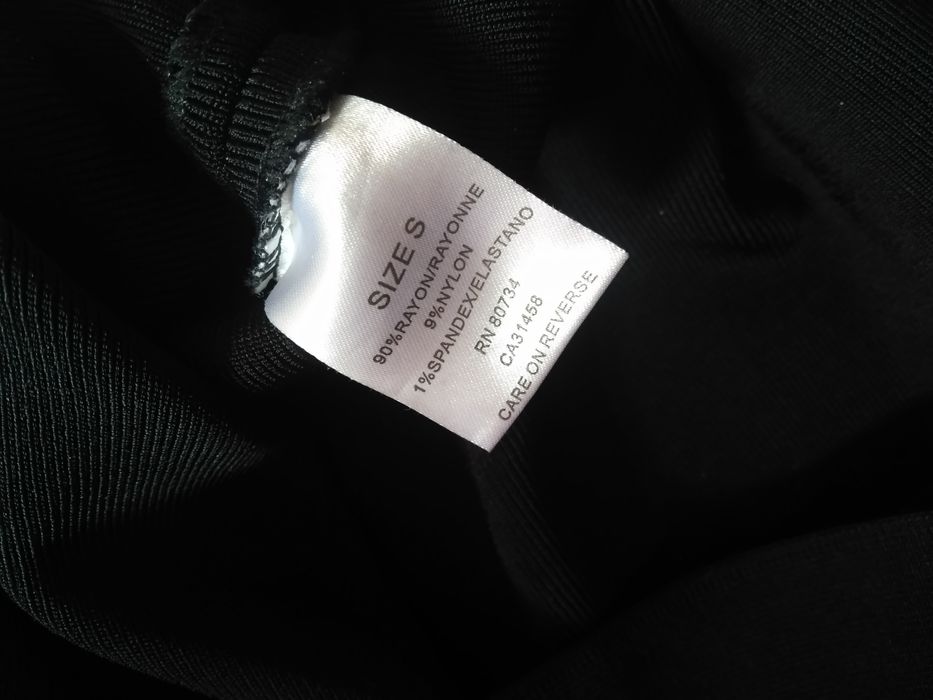 SIZE S
90%RAYON/RAYONNE
9%NYLON
1%SPANDEX/ELASTANO
RN 80734
CA31458
CARE ON REVERSE